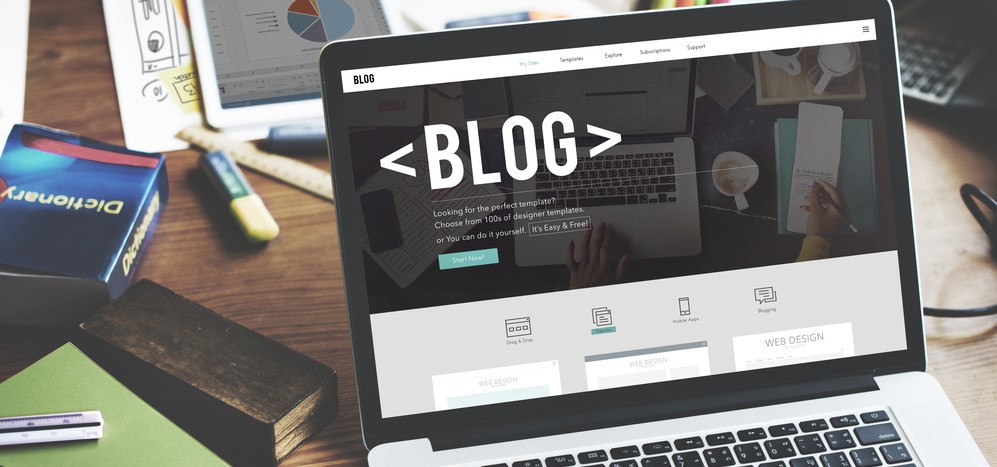 BLOG
My Sites Templates Explore Subscriptions Support
<BLOG>
Looking for the perfect template?
Choose from 100s of designer templates.
or You can do it yourself. It's Easy & Free!
Start Now!
Drag & Drop
Mobile Apps
Blogging
WEB DESIGN
WEB DESIGN
WEB DESIGN
Dictionary
Dictionary
delete